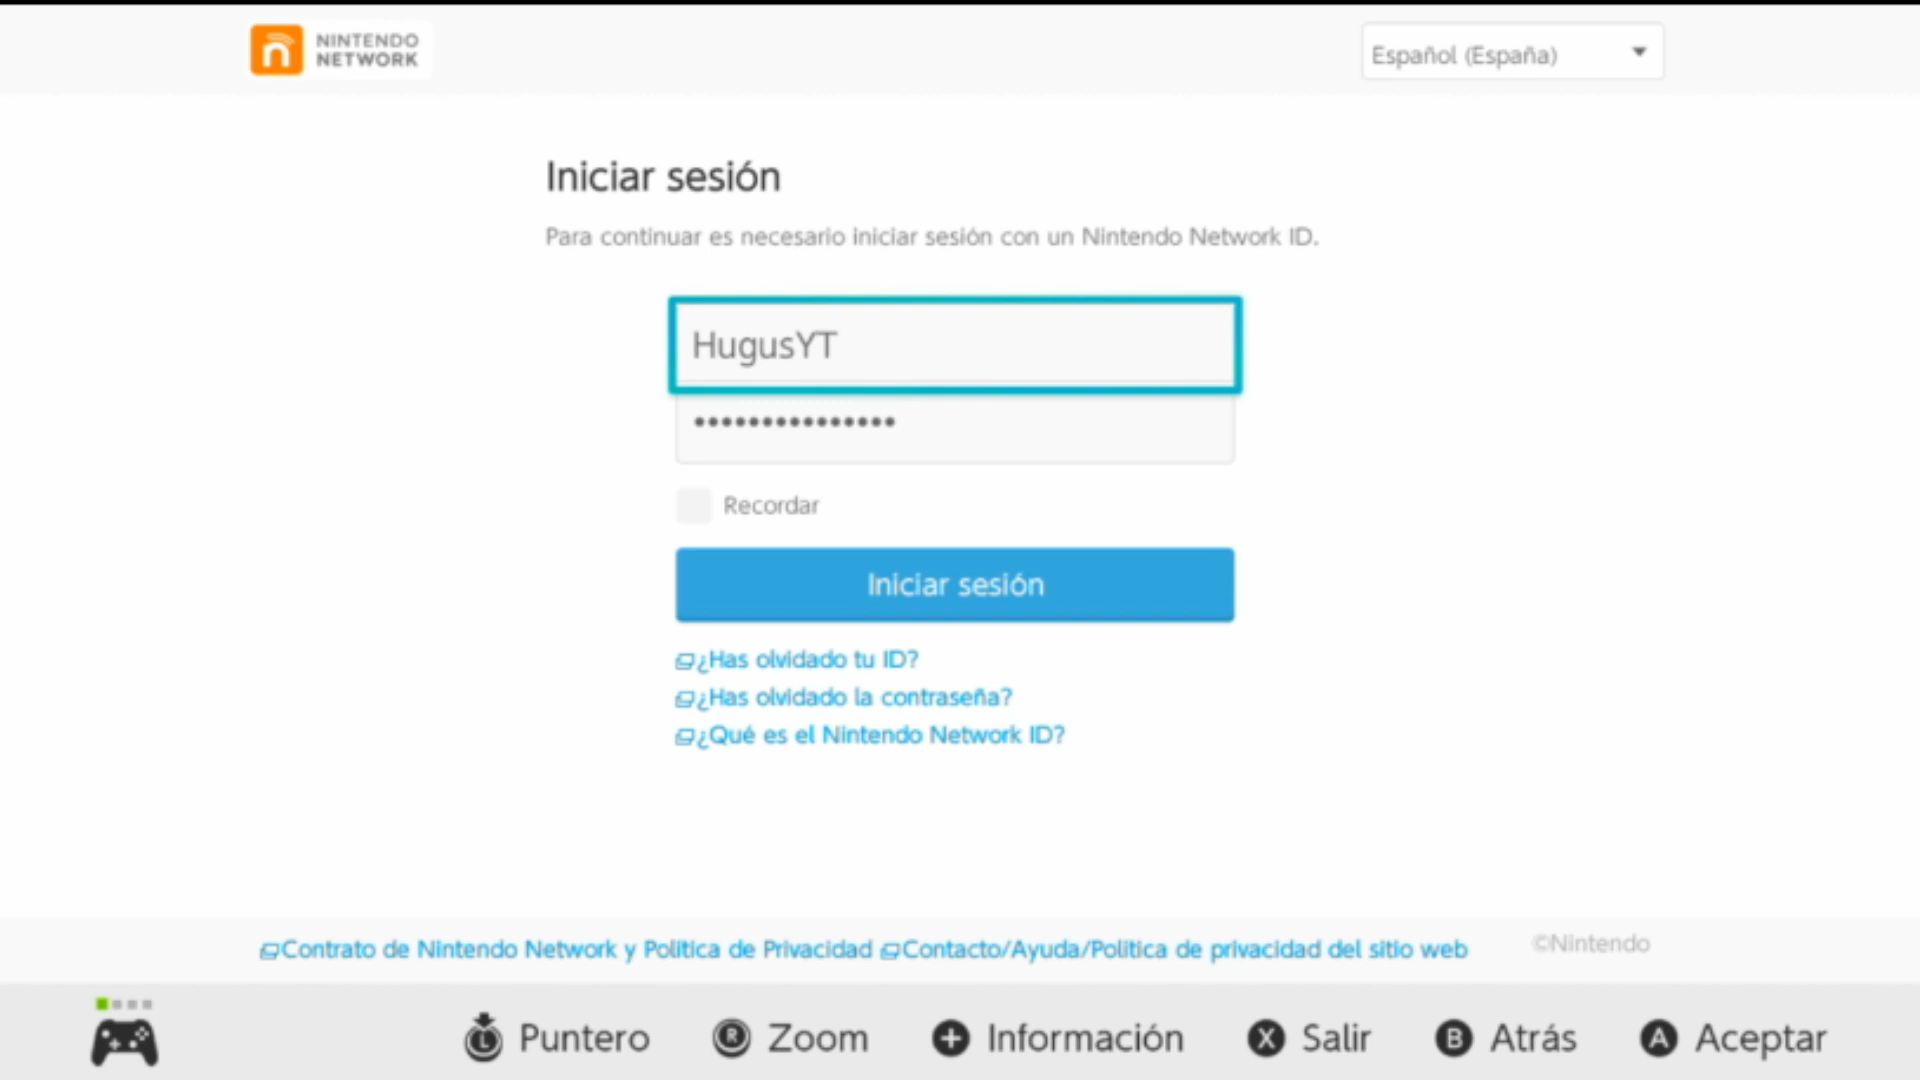 NINTENDO
NETWORK
Español (España)
Iniciar sesión
Para continuar es necesario iniciar sesión con un Nintendo Network ID.
HugusYT
•••••••••••••••
Recordar
Iniciar sesión
¿Has olvidado tu ID?
¿Has olvidado la contraseña?
¿Qué es el Nintendo Network ID?
Contrato de Nintendo Network y Política de Privacidad Contacto/Ayuda/Política de privacidad del sitio web ©Nintendo
L Puntero R Zoom + Información X Salir B Atrás A Aceptar